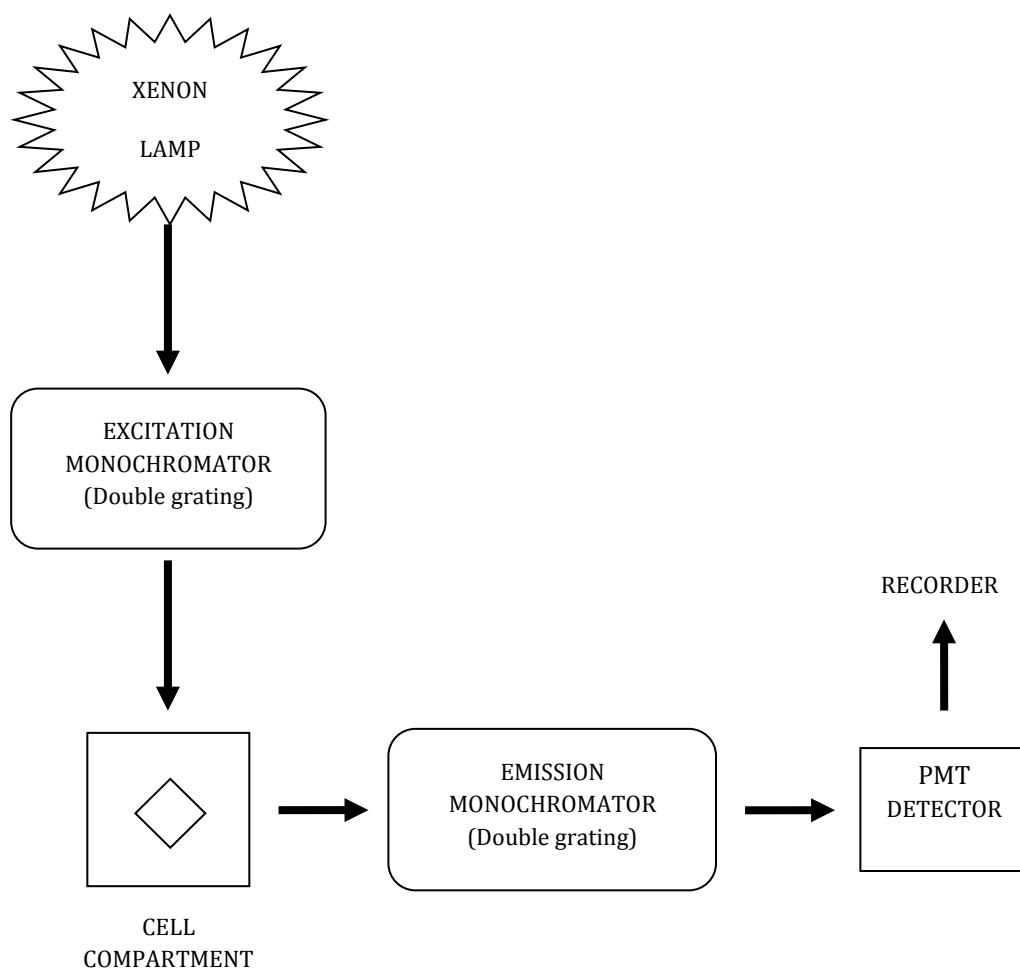 XENON
LAMP
EXCITATION
MONOCHROMATOR
(Double grating)
RECORDER
EMISSION
MONOCHROMATOR
(Double grating)
PMT
DETECTOR
CELL
COMPARTMENT